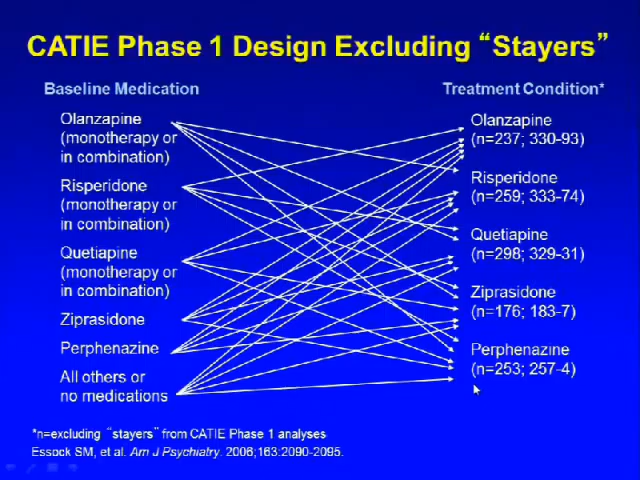 CATIE Phase 1 Design Excluding “Stayers”
Baseline Medication
Treatment Condition*
Olanzapine
(monotherapy or
in combination)
Risperidone
(monotherapy or
in combination)
Quetiapine
(monotherapy or
in combination)
Ziprasidone
Perphenazine
All others or
no medications
Olanzapine
(n=237; 330-93)
Risperidone
(n=259; 333-74)
Quetiapine
(n=298; 329-31)
Ziprasidone
(n=176; 183-7)
Perphenazine
(n=253; 257-4)
*n=excluding “stayers” from CATIE Phase 1 analyses
Essock SM, et al. Am J Psychiatry. 2006;163:2090-2095.